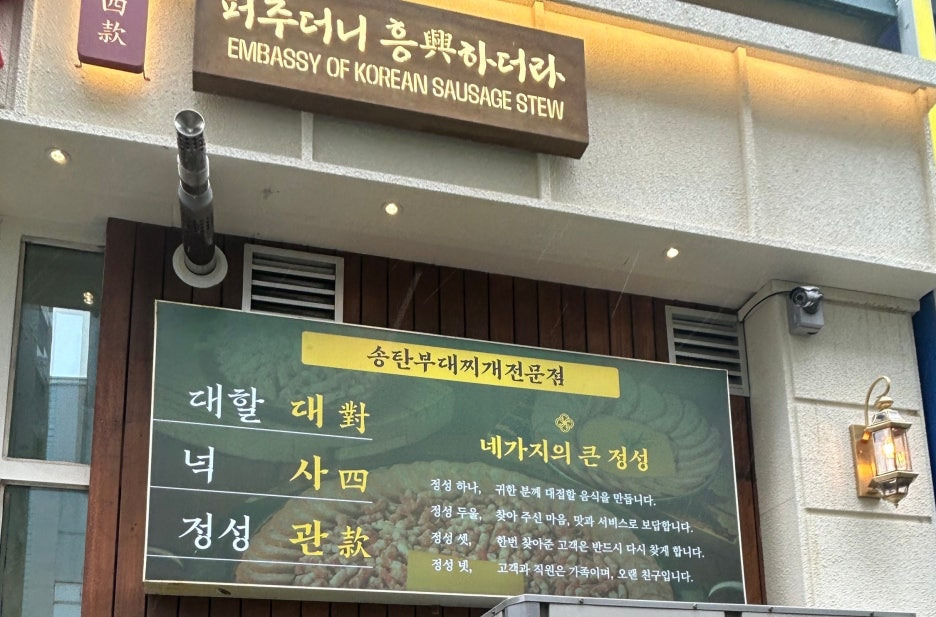 四款
퍼주더니 흥興하더라
EMBASSY OF KOREAN SAUSAGE STEW
송탄부대찌개전문점
대할 대 對
넉 사 四
정성 관 款
네가지의 큰 정성
정성 하나, 귀한 분께 대접할 음식을 만듭니다.
정성 두울, 찾아 주신 마음, 맛과 서비스로 보답합니다.
정성 셋, 한번 찾아준 고객은 반드시 다시 찾게 합니다.
정성 넷, 고객과 직원은 가족이며, 오랜 친구입니다.